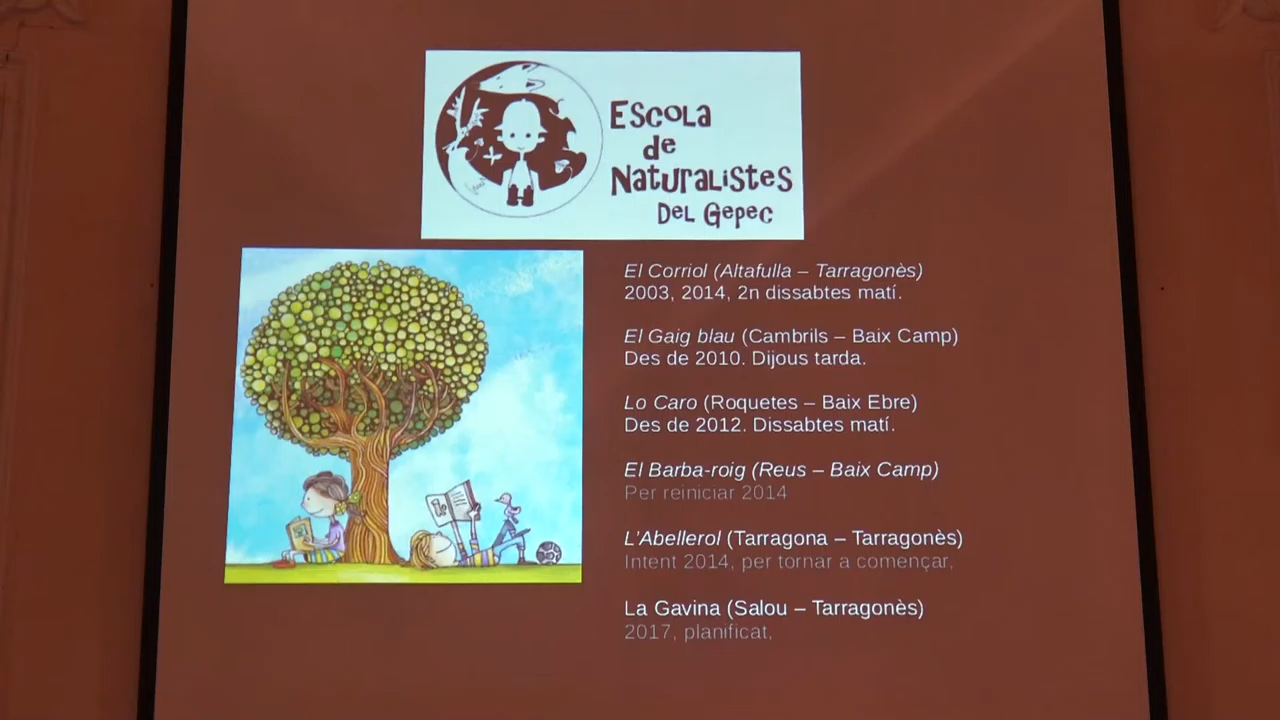 Escola
de
Naturalistes
Del Gepec
El Corriol (Altafulla – Tarragonès)
2003, 2014, 2n dissabtes matí.
El Gaig blau (Cambrils – Baix Camp)
Des de 2010. Dijous tarda.
Lo Caro (Roquetes – Baix Ebre)
Des de 2012. Dissabtes matí.
El Barba-roig (Reus – Baix Camp)
Per reiniciar 2014
L'Abellerol (Tarragona – Tarragonès)
Intent 2014, per tornar a començar,
La Gavina (Salou – Tarragonès)
2017, planificat,